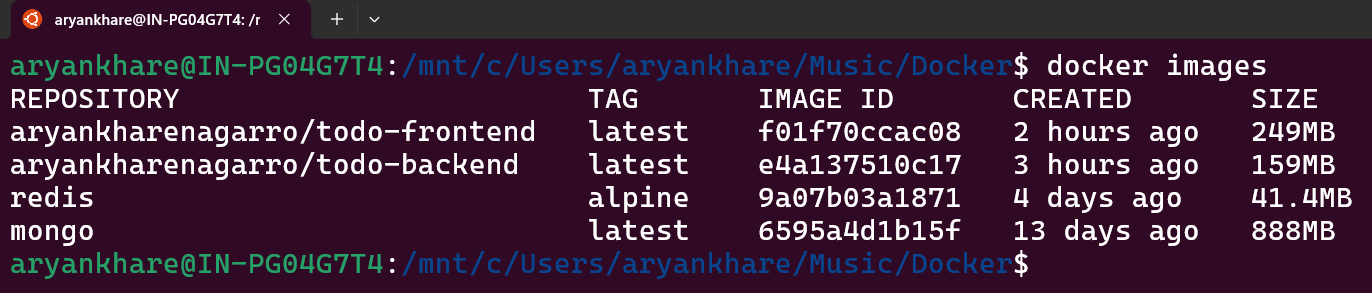 aryankhare@IN-PG04G7T4: /r
aryankhare@IN-PG04G7T4:/mnt/c/Users/aryankhare/Music/Docker$ docker images
REPOSITORY TAG IMAGE ID CREATED SIZE
aryankharenagarro/todo-frontend latest f01f70ccac08 2 hours ago 249MB
aryankharenagarro/todo-backend latest e4a137510c17 3 hours ago 159MB
redis alpine 9a07b03a1871 4 days ago 41.4MB
mongo latest 6595a4d1b15f 13 days ago 888MB
aryankhare@IN-PG04G7T4:/mnt/c/Users/aryankhare/Music/Docker$